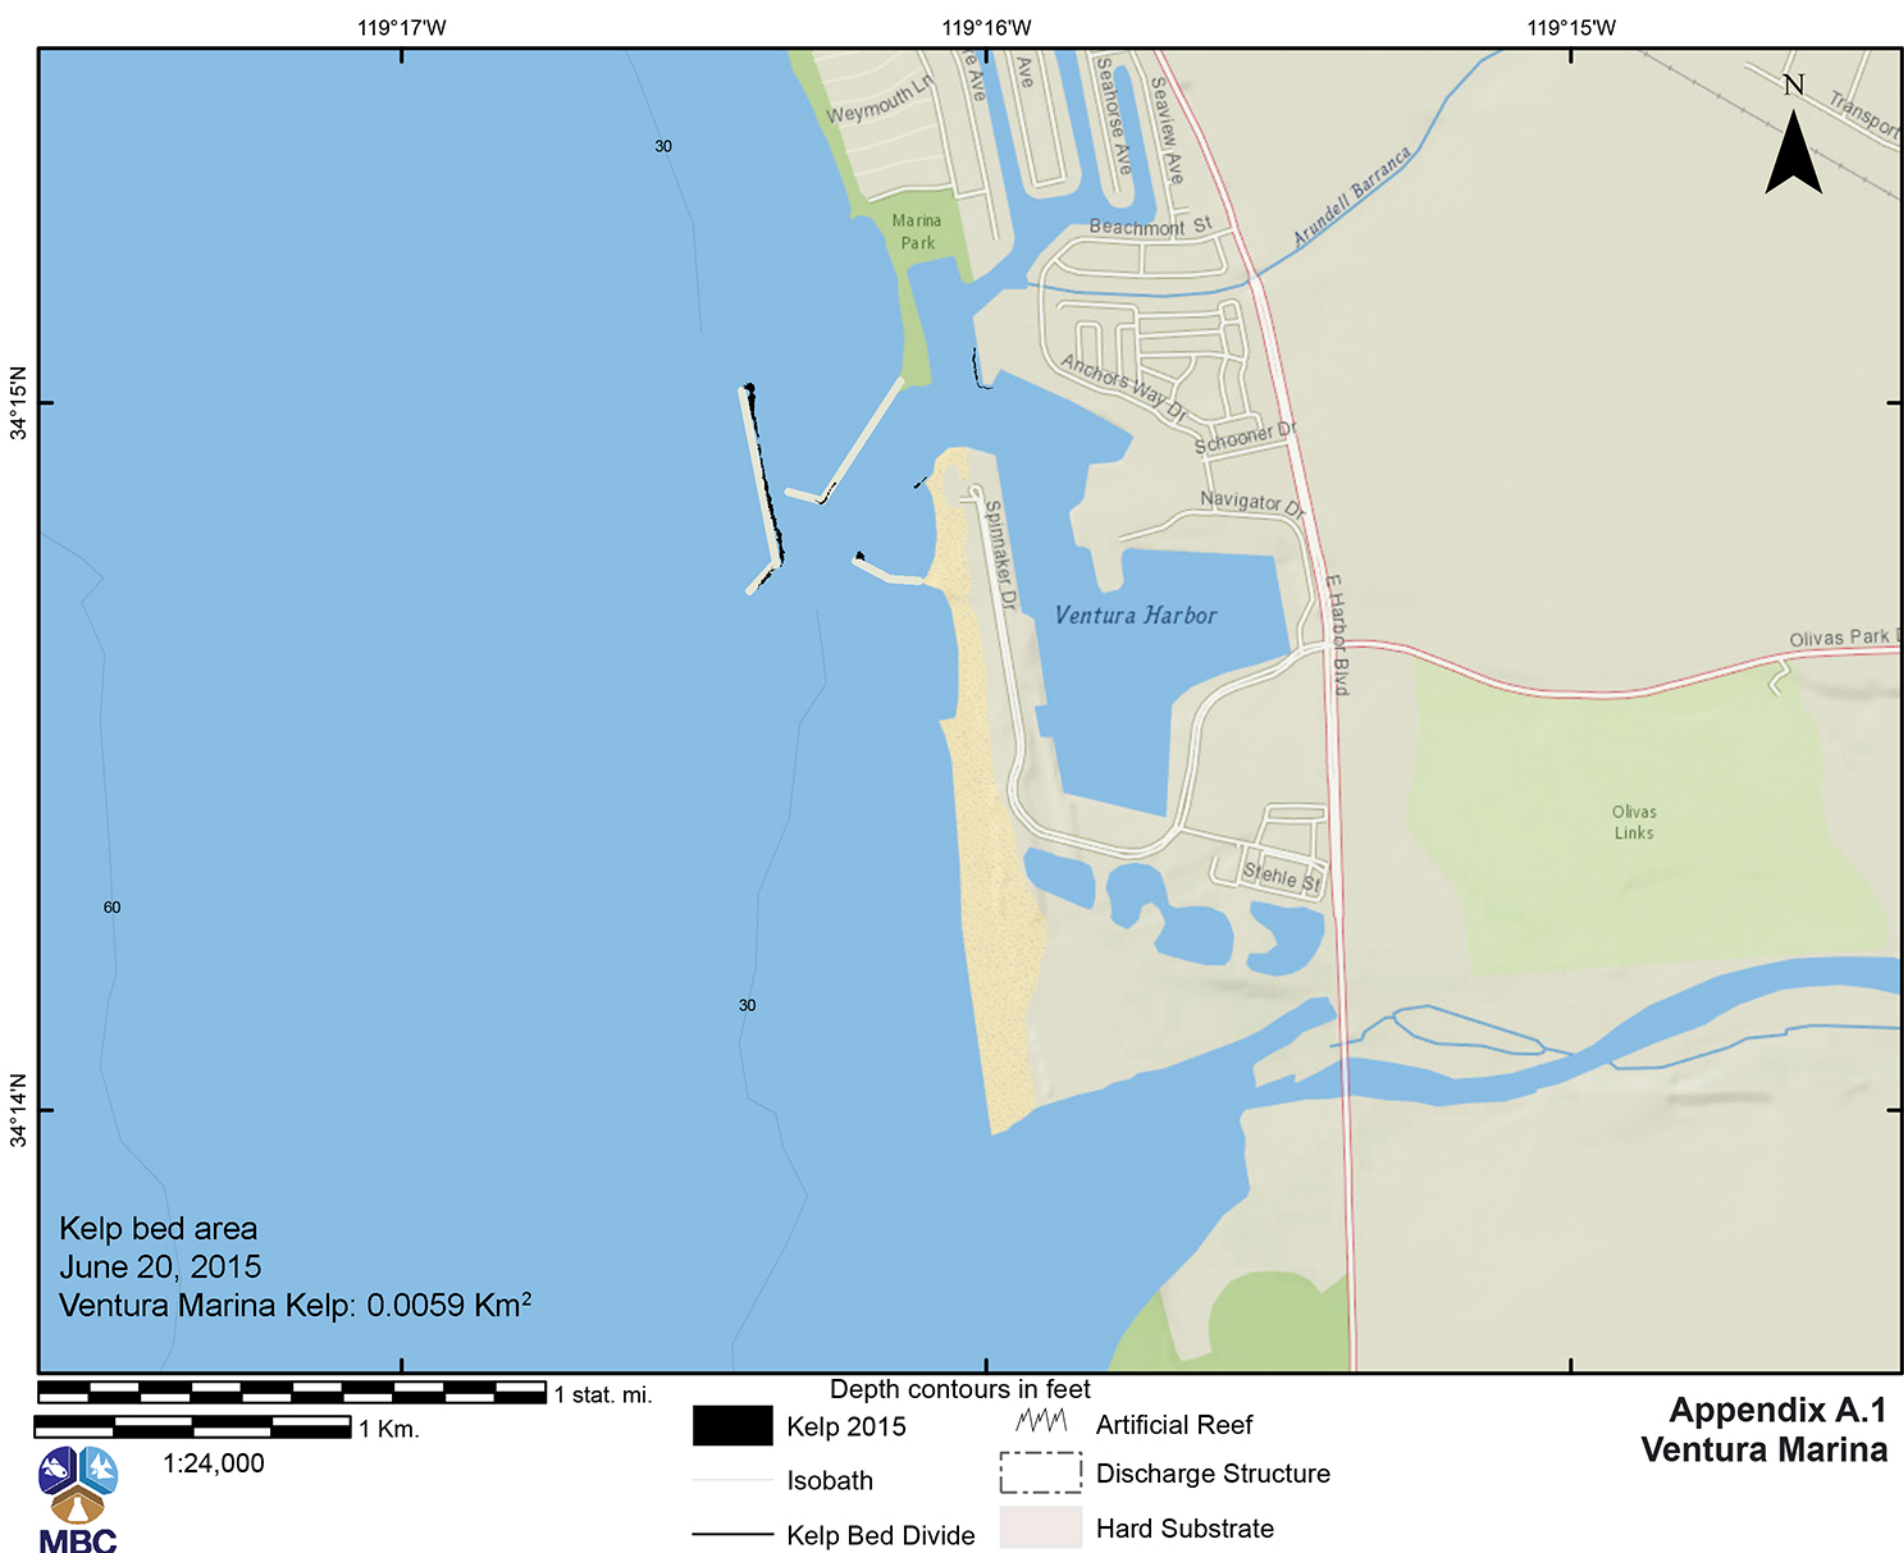 119°17'W
119°16'W
119°15'W
N
Transport
Weymouth Ln
re Ave
Ave
Seahorse Ave
Seaview Ave
30
Arundell Barranca
Marina
Park
Beachmont St
34°15'N
Anchors Way Dr
Schooner Dr
Navigator Dr
Spinnaker Dr
E Harbor Blvd
Ventura Harbor
Olivas Park D
Olivas
Links
Stehle St
60
30
34°14'N
Kelp bed area
June 20, 2015
Ventura Marina Kelp: 0.0059 Km²
1 stat. mi.
1 Km.
1:24,000
MBC
Depth contours in feet
Kelp 2015
Isobath
Kelp Bed Divide
Artificial Reef
Discharge Structure
Hard Substrate
Appendix A.1
Ventura Marina